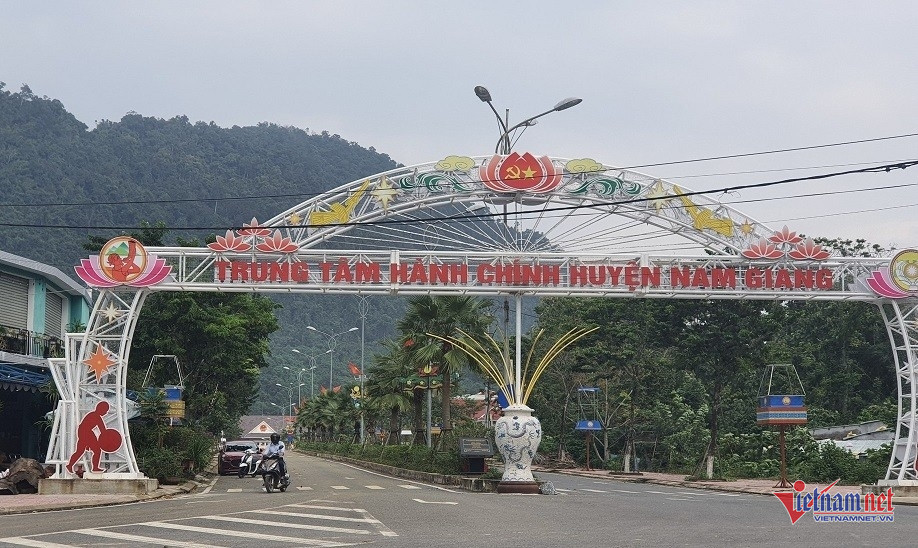 TRUNG TÂM HÀNH CHÍNH HUYỆN NAM GIANG
Vietnamnet
VIETNAMNET.VN